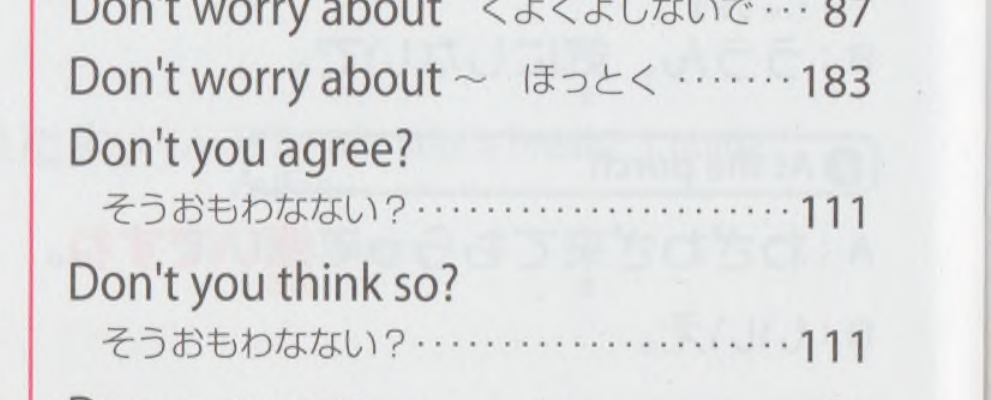 Don't worry about くよくよしないで … 87
Don't worry about ～ ほっとく ……… 183
Don't you agree?
そうおもわなない？………………………… 111
Don't you think so?
そうおもわなない？………………………… 111